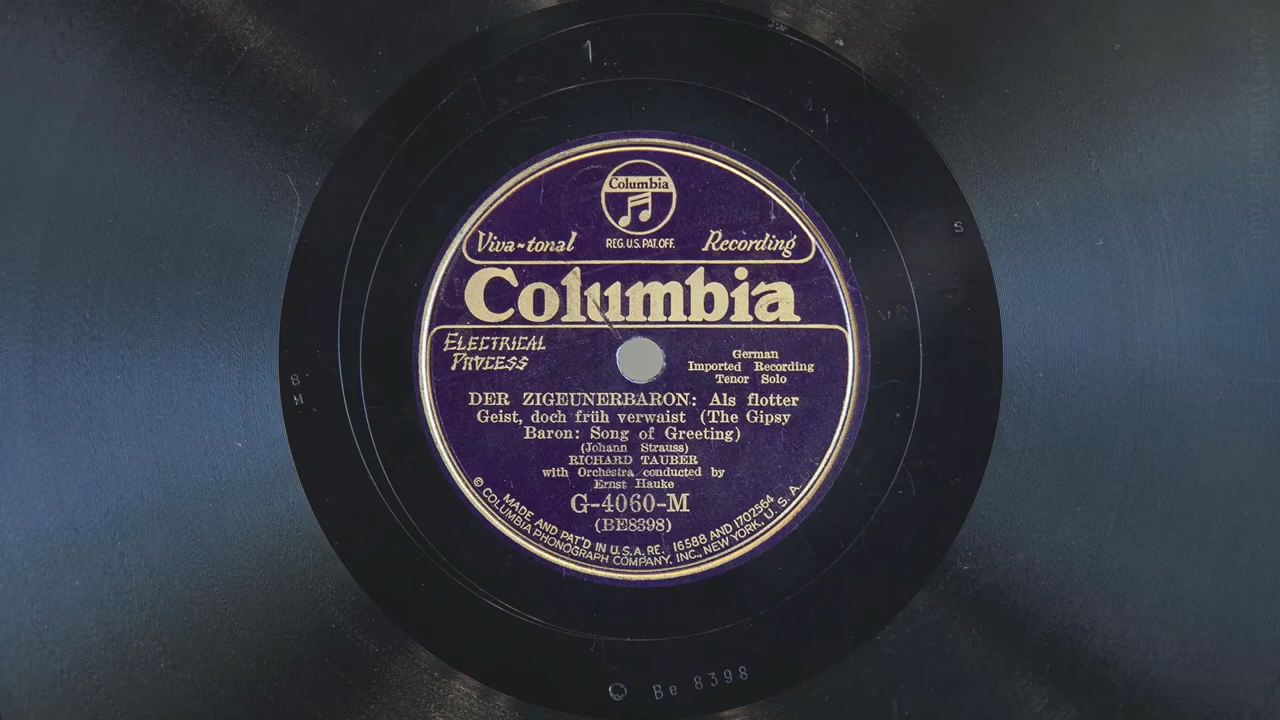 1
Columbia
Viva-tonal REG. U.S. PAT. OFF. Recording
Columbia
ELECTRICAL
PROCESS
German
Imported Recording
Tenor Solo
DER ZIGEUNERBARON: Als flotter
Geist, doch früh verwaist (The Gipsy
Baron: Song of Greeting)
(Johann Strauss)
RICHARD TAUBER
with Orchestra conducted by
Ernst Hauke
G-4060-M
(BE8398)
MADE AND PAT'D IN U.S.A. RE. 16588 AND 1702564
© COLUMBIA PHONOGRAPH COMPANY, INC., NEW YORK, U.S.A.
Be 8398
S